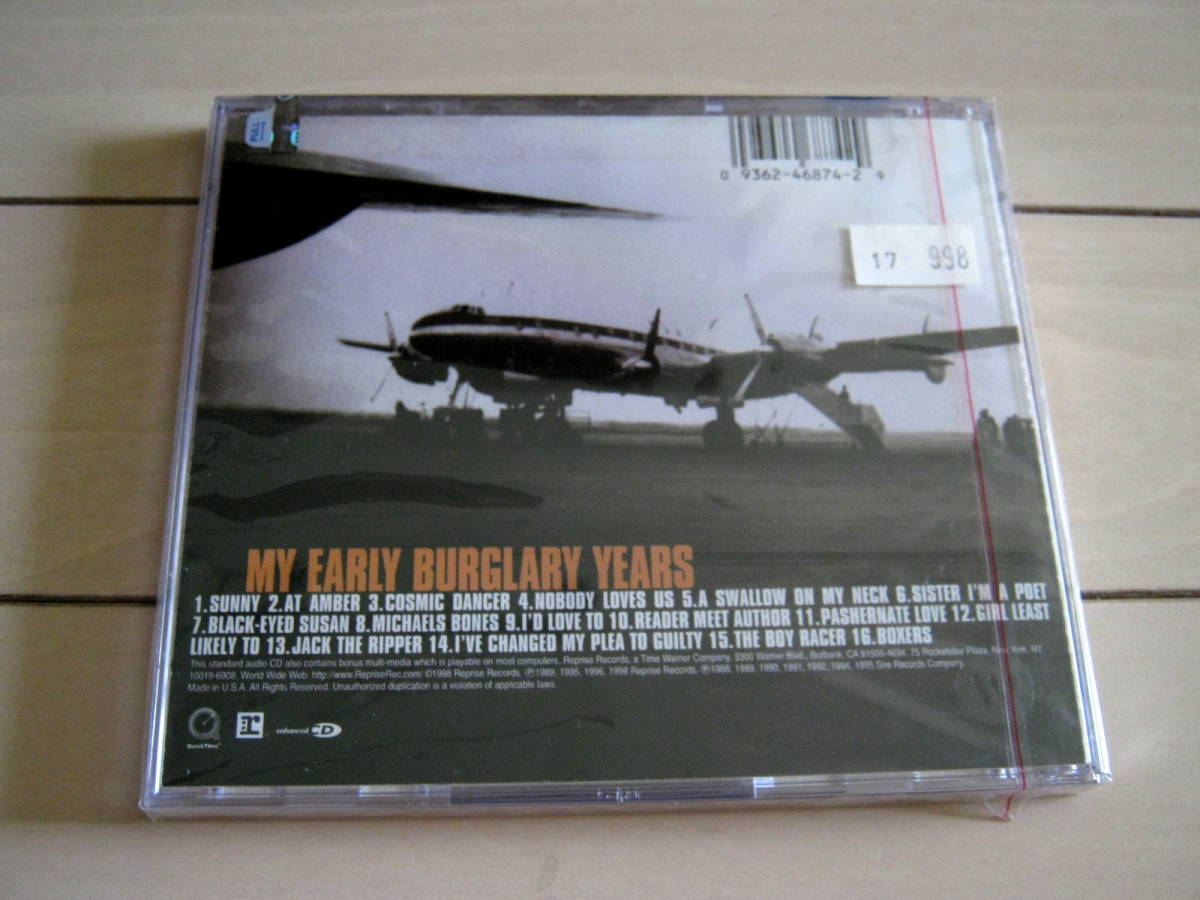 PULL
0 9362-46874-2 9
17 998
MY EARLY BURGLARY YEARS
1.SUNNY 2.AT AMBER 3.COSMIC DANCER 4.NOBODY LOVES US 5.A SWALLOW ON MY NECK 6.SISTER I'M A POET
7.BLACK-EYED SUSAN 8.MICHAELS BONES 9.I'D LOVE TO 10.READER MEET AUTHOR 11.PASHERNATE LOVE 12.GIRL LEAST
LIKELY TO 13.JACK THE RIPPER 14.I'VE CHANGED MY PLEA TO GUILTY 15.THE BOY RACER 16.BOXERS
This standard audio CD also contains bonus multi-media which is playable on most computers. Reprise Records, a Time Warner Company. 3300 Warner Blvd., Burbank, CA 91505-4694. 75 Rockefeller Plaza, New York, NY
10019-6908. World Wide Web: http://www.RepriseRec.com/ ©1998 Reprise Records. ℗1989, 1995, 1996, 1998 Reprise Records. ℗1988, 1989, 1990, 1991, 1992, 1994, 1995 Sire Records Company.
Made in U.S.A. All Rights Reserved. Unauthorized duplication is a violation of applicable laws.
QuickTime™
r
enhanced CD